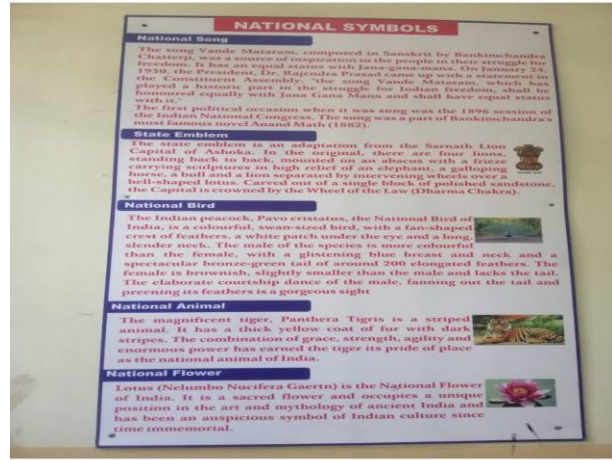 NATIONAL SYMBOLS
National Song
The song Vande Mataram, composed in Sanskrit by Bankimchandra
Chatterji, was a source of inspiration to the people in their struggle for
freedom. It has an equal status with Jana-gana-mana. On January 24,
1950, the President, Dr. Rajendra Prasad came up with a statement in
the Constituent Assembly, "the song Vande Mataram, which has
played a historic part in the struggle for Indian freedom, shall be
honoured equally with Jana Gana Mana and shall have equal status
with it."
The first political occasion when it was sung was the 1896 session of
the Indian National Congress. The song was a part of Bankimchandra's
most famous novel Anand Math (1882).
State Emblem
The state emblem is an adaptation from the Sarnath Lion
Capital of Ashoka. In the original, there are four lions,
standing back to back, mounted on an abacus with a frieze
carrying sculptures in high relief of an elephant, a galloping
horse, a bull and a lion separated by intervening wheels over a
bell-shaped lotus. Carved out of a single block of polished sandstone,
the Capital is crowned by the Wheel of the Law (Dharma Chakra).
National Bird
The Indian peacock, Pavo cristatus, the National Bird of
India, is a colourful, swan-sized bird, with a fan-shaped
crest of feathers, a white patch under the eye and a long,
slender neck. The male of the species is more colourful
than the female, with a glistening blue breast and neck and a
spectacular bronze-green tail of around 200 elongated feathers. The
female is brownish, slightly smaller than the male and lacks the tail.
The elaborate courtship dance of the male, fanning out the tail and
preening its feathers is a gorgeous sight
National Animal
The magnificent tiger, Panthera Tigris is a striped
animal. It has a thick yellow coat of fur with dark
stripes. The combination of grace, strength, agility and
enormous power has earned the tiger its pride of place
as the national animal of India.
National Flower
Lotus (Nelumbo Nucifera Gaertn) is the National Flower
of India. It is a sacred flower and occupies a unique
position in the art and mythology of ancient India and
has been an auspicious symbol of Indian culture since
time immemorial.